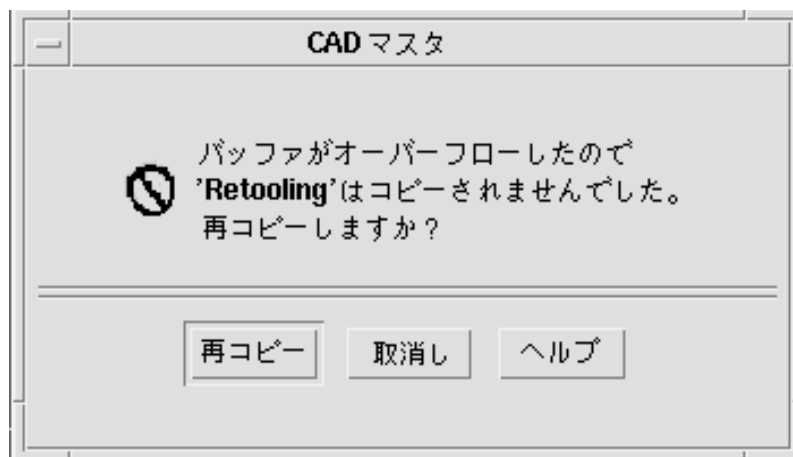 CAD マスタ
バッファがオーバーフローしたので
'Retooling'はコピーされませんでした。
再コピーしますか？
再コピー
取消し
ヘルプ